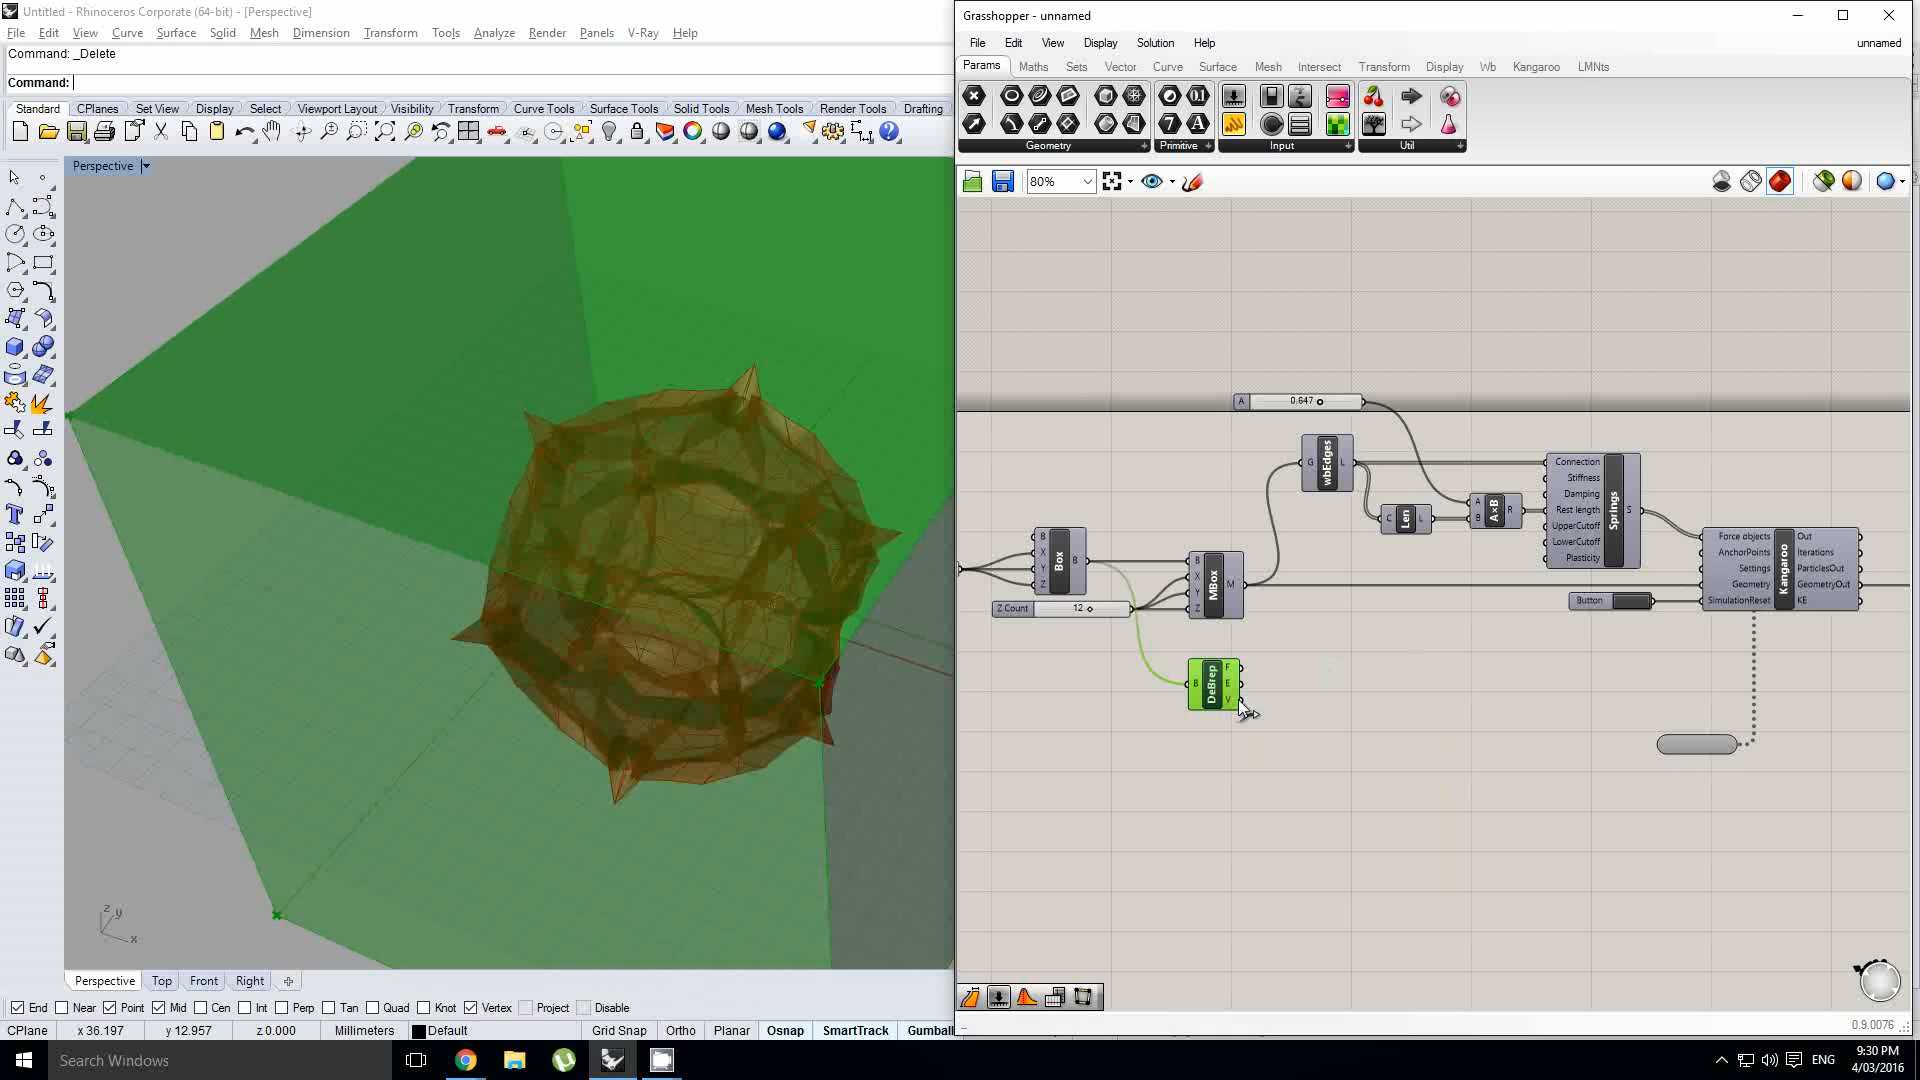 Untitled - Rhinoceros Corporate (64-bit) - [Perspective]
File Edit View Curve Surface Solid Mesh Dimension Transform Tools Analyze Render Panels V-Ray Help
Command: _Delete
Command:
Standard CPlanes Set View Display Select Viewport Layout Visibility Transform Curve Tools Surface Tools Solid Tools Mesh Tools Render Tools Drafting
Perspective
z y x
Perspective Top Front Right
End Near Point Mid Cen Int Perp Tan Quad Knot Vertex Project Disable
CPlane x 36.197 y 12.957 z 0.000 Millimeters Default Grid Snap Ortho Planar Osnap SmartTrack Gumball
Grasshopper - unnamed
File Edit View Display Solution Help unnamed
Params Maths Sets Vector Curve Surface Mesh Intersect Transform Display Wb Kangaroo LMNts
Geometry Primitive Input Util
80%
A 0.647
G wbEdges L
C Len L
A B A×B R
Connection
Stiffness
Damping
Rest length
UpperCutoff
LowerCutoff
Plasticity
Springs S
B X Y Z Box B
Z Count 12
B X Y Z MBox M
B DeBrep F E V
Button
Force objects
AnchorPoints
Settings
Geometry
SimulationReset
Kangaroo
Out
Iterations
ParticlesOut
GeometryOut
KE
0.9.0076
Search Windows
ENG
9:30 PM
4/03/2016